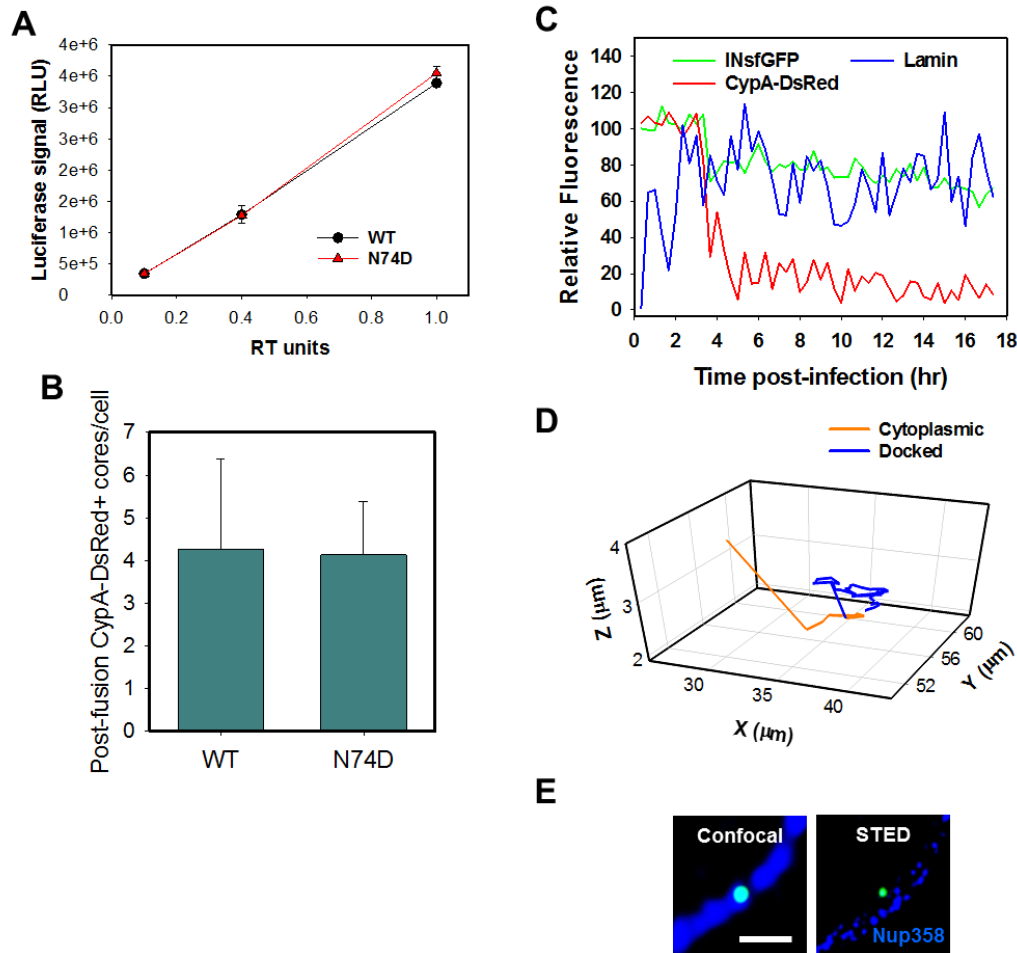 A
Luciferase signal (RLU)
4e+6
4e+6
3e+6
3e+6
2e+6
2e+6
1e+6
5e+5
0
WT
N74D
0.0 0.2 0.4 0.6 0.8 1.0
RT units
B
Post-fusion CypA-DsRed+ cores/cell
7
6
5
4
3
2
1
0
WT N74D
C
Relative Fluorescence
INsfGFP Lamin
CypA-DsRed
140
120
100
80
60
40
20
0
0 2 4 6 8 10 12 14 16 18
Time post-infection (hr)
D
Cytoplasmic
Docked
Z (μm)
4
3
2
30 35 40
X (μm)
52 56 60
Y (μm)
E
Confocal STED
Nup358